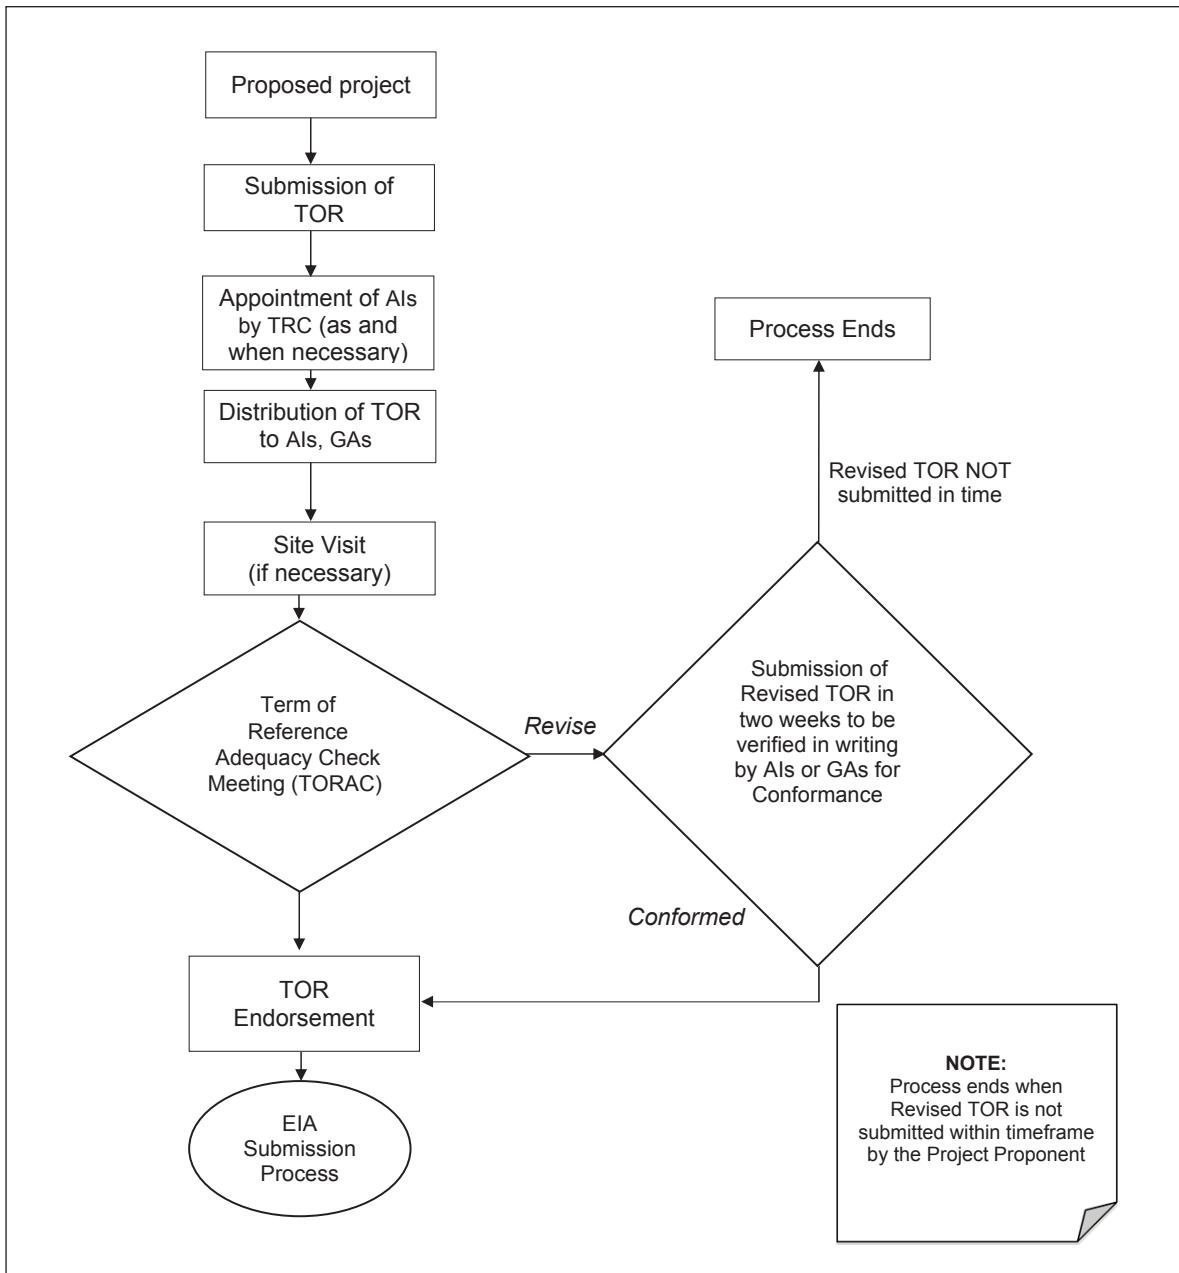 Proposed project
Submission of
TOR
Appointment of AIs
by TRC (as and
when necessary)
Distribution of TOR
to AIs, GAs
Site Visit
(if necessary)
Term of
Reference
Adequacy Check
Meeting (TORAC)
Revise
Submission of
Revised TOR in
two weeks to be
verified in writing
by AIs or GAs for
Conformance
Revised TOR NOT
submitted in time
Process Ends
Conformed
TOR
Endorsement
EIA
Submission
Process
NOTE:
Process ends when
Revised TOR is not
submitted within timeframe
by the Project Proponent